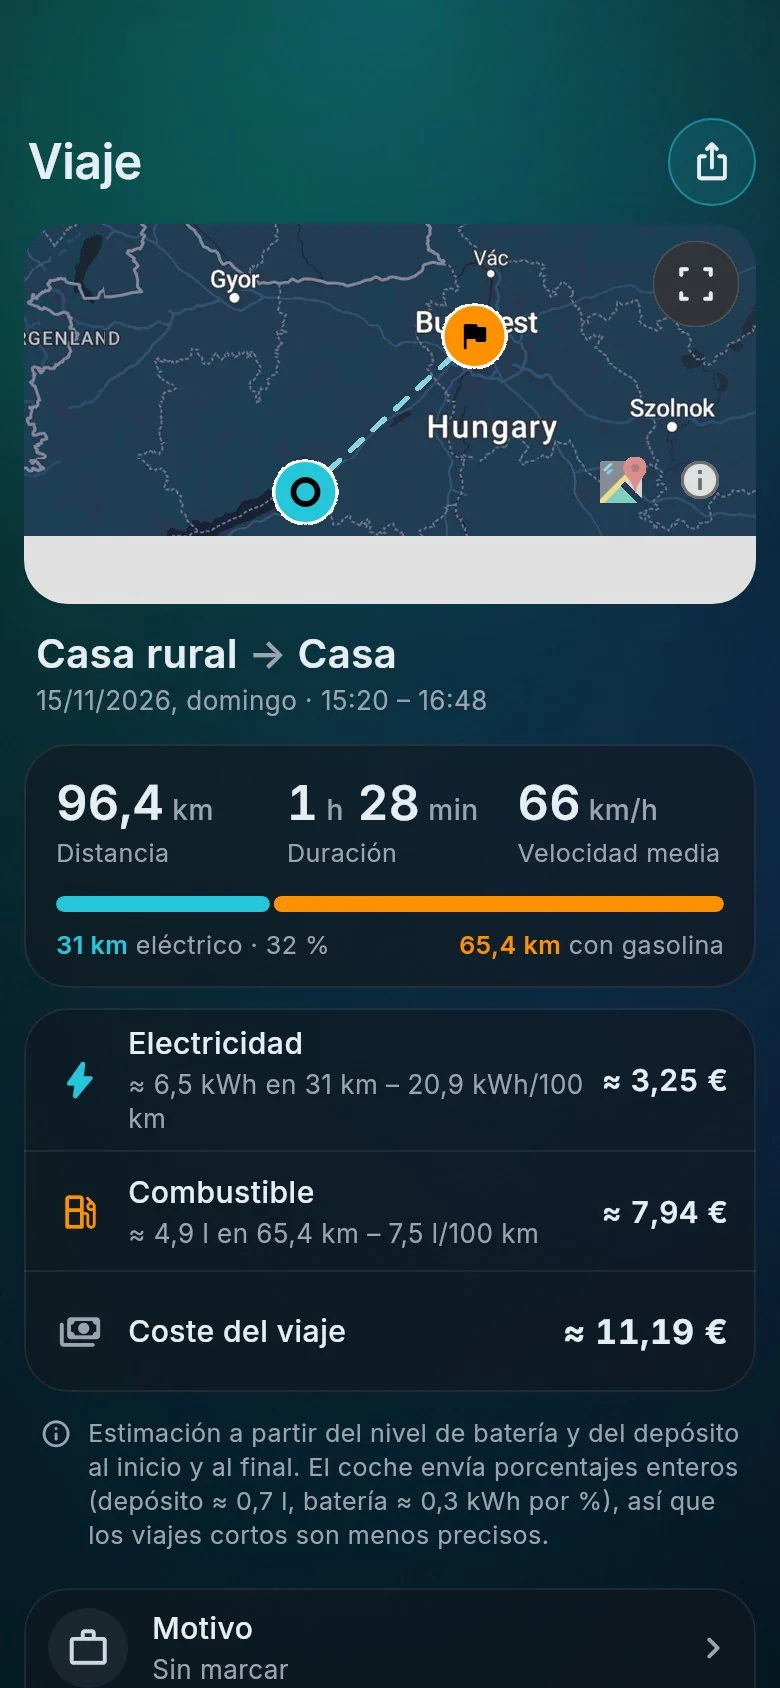 Viaje
Vác
Gyor
RGENLAND
Szolnok
Hungary
Casa rural → Casa
15/11/2026, domingo · 15:20 – 16:48
96,4 km 1 h 28 min 66 km/h
Distancia Duración Velocidad media
31 km eléctrico · 32 % 65,4 km con gasolina
Electricidad
≈ 6,5 kWh en 31 km – 20,9 kWh/100 ≈ 3,25 €
km
Combustible
≈ 4,9 l en 65,4 km – 7,5 l/100 km ≈ 7,94 €
Coste del viaje ≈ 11,19 €
Estimación a partir del nivel de batería y del depósito
al inicio y al final. El coche envía porcentajes enteros
(depósito ≈ 0,7 l, batería ≈ 0,3 kWh por %), así que
los viajes cortos son menos precisos.
Motivo
Sin marcar